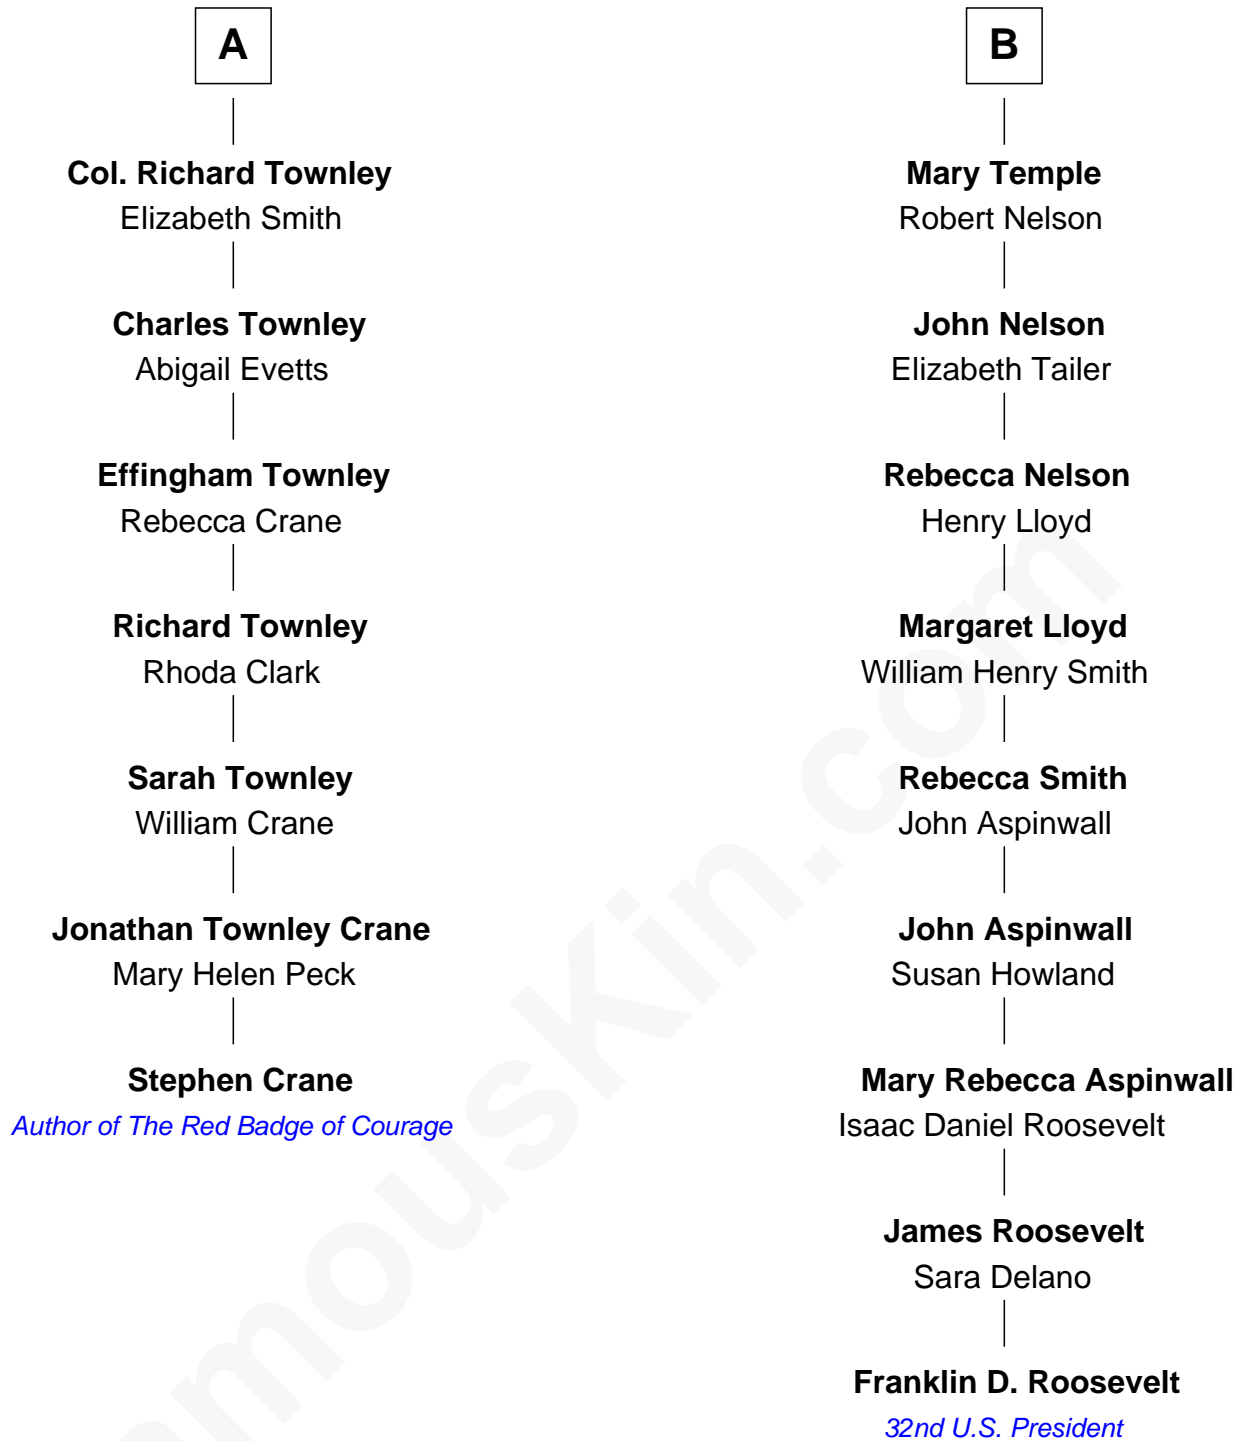 A
Col. Richard Townley
Elizabeth Smith
Charles Townley
Abigail Evetts
Effingham Townley
Rebecca Crane
Richard Townley
Rhoda Clark
Sarah Townley
William Crane
Jonathan Townley Crane
Mary Helen Peck
Stephen Crane
Author of The Red Badge of Courage
B
Mary Temple
Robert Nelson
John Nelson
Elizabeth Tailer
Rebecca Nelson
Henry Lloyd
Margaret Lloyd
William Henry Smith
Rebecca Smith
John Aspinwall
John Aspinwall
Susan Howland
Mary Rebecca Aspinwall
Isaac Daniel Roosevelt
James Roosevelt
Sara Delano
Franklin D. Roosevelt
32nd U.S. President
amouskin.com